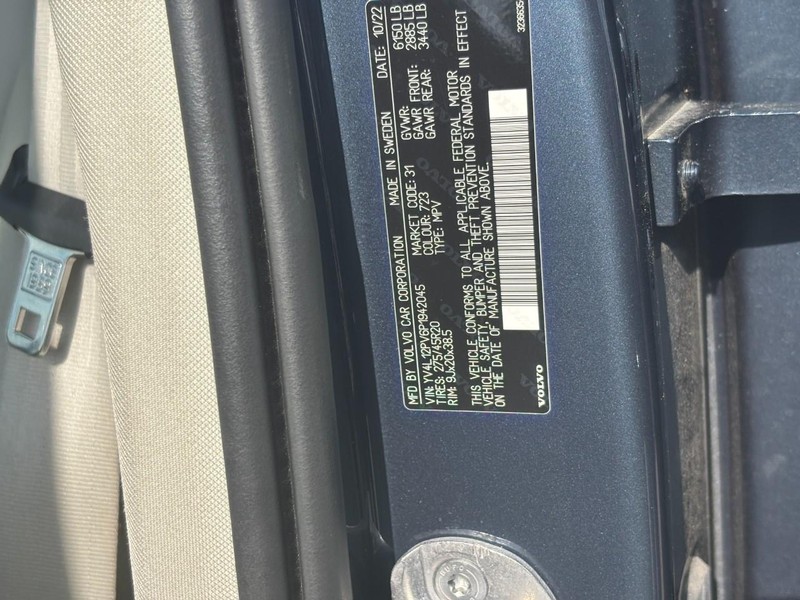 MFD BY VOLVO CAR CORPORATION MADE IN SWEDEN DATE: 10/22
VIN: YV4L12PV6P1942045 MARKET CODE: 31 GVWR: 6150 LB
TIRES: 275/45R20 COLOUR: 723 GAWR FRONT: 2885 LB
RIM: 9Jx20x38.5 TYPE: MPV GAWR REAR: 3440 LB
THIS VEHICLE CONFORMS TO ALL APPLICABLE FEDERAL MOTOR
VEHICLE SAFETY, BUMPER AND THEFT PREVENTION STANDARDS IN EFFECT
ON THE DATE OF MANUFACTURE SHOWN ABOVE.
VOLVO